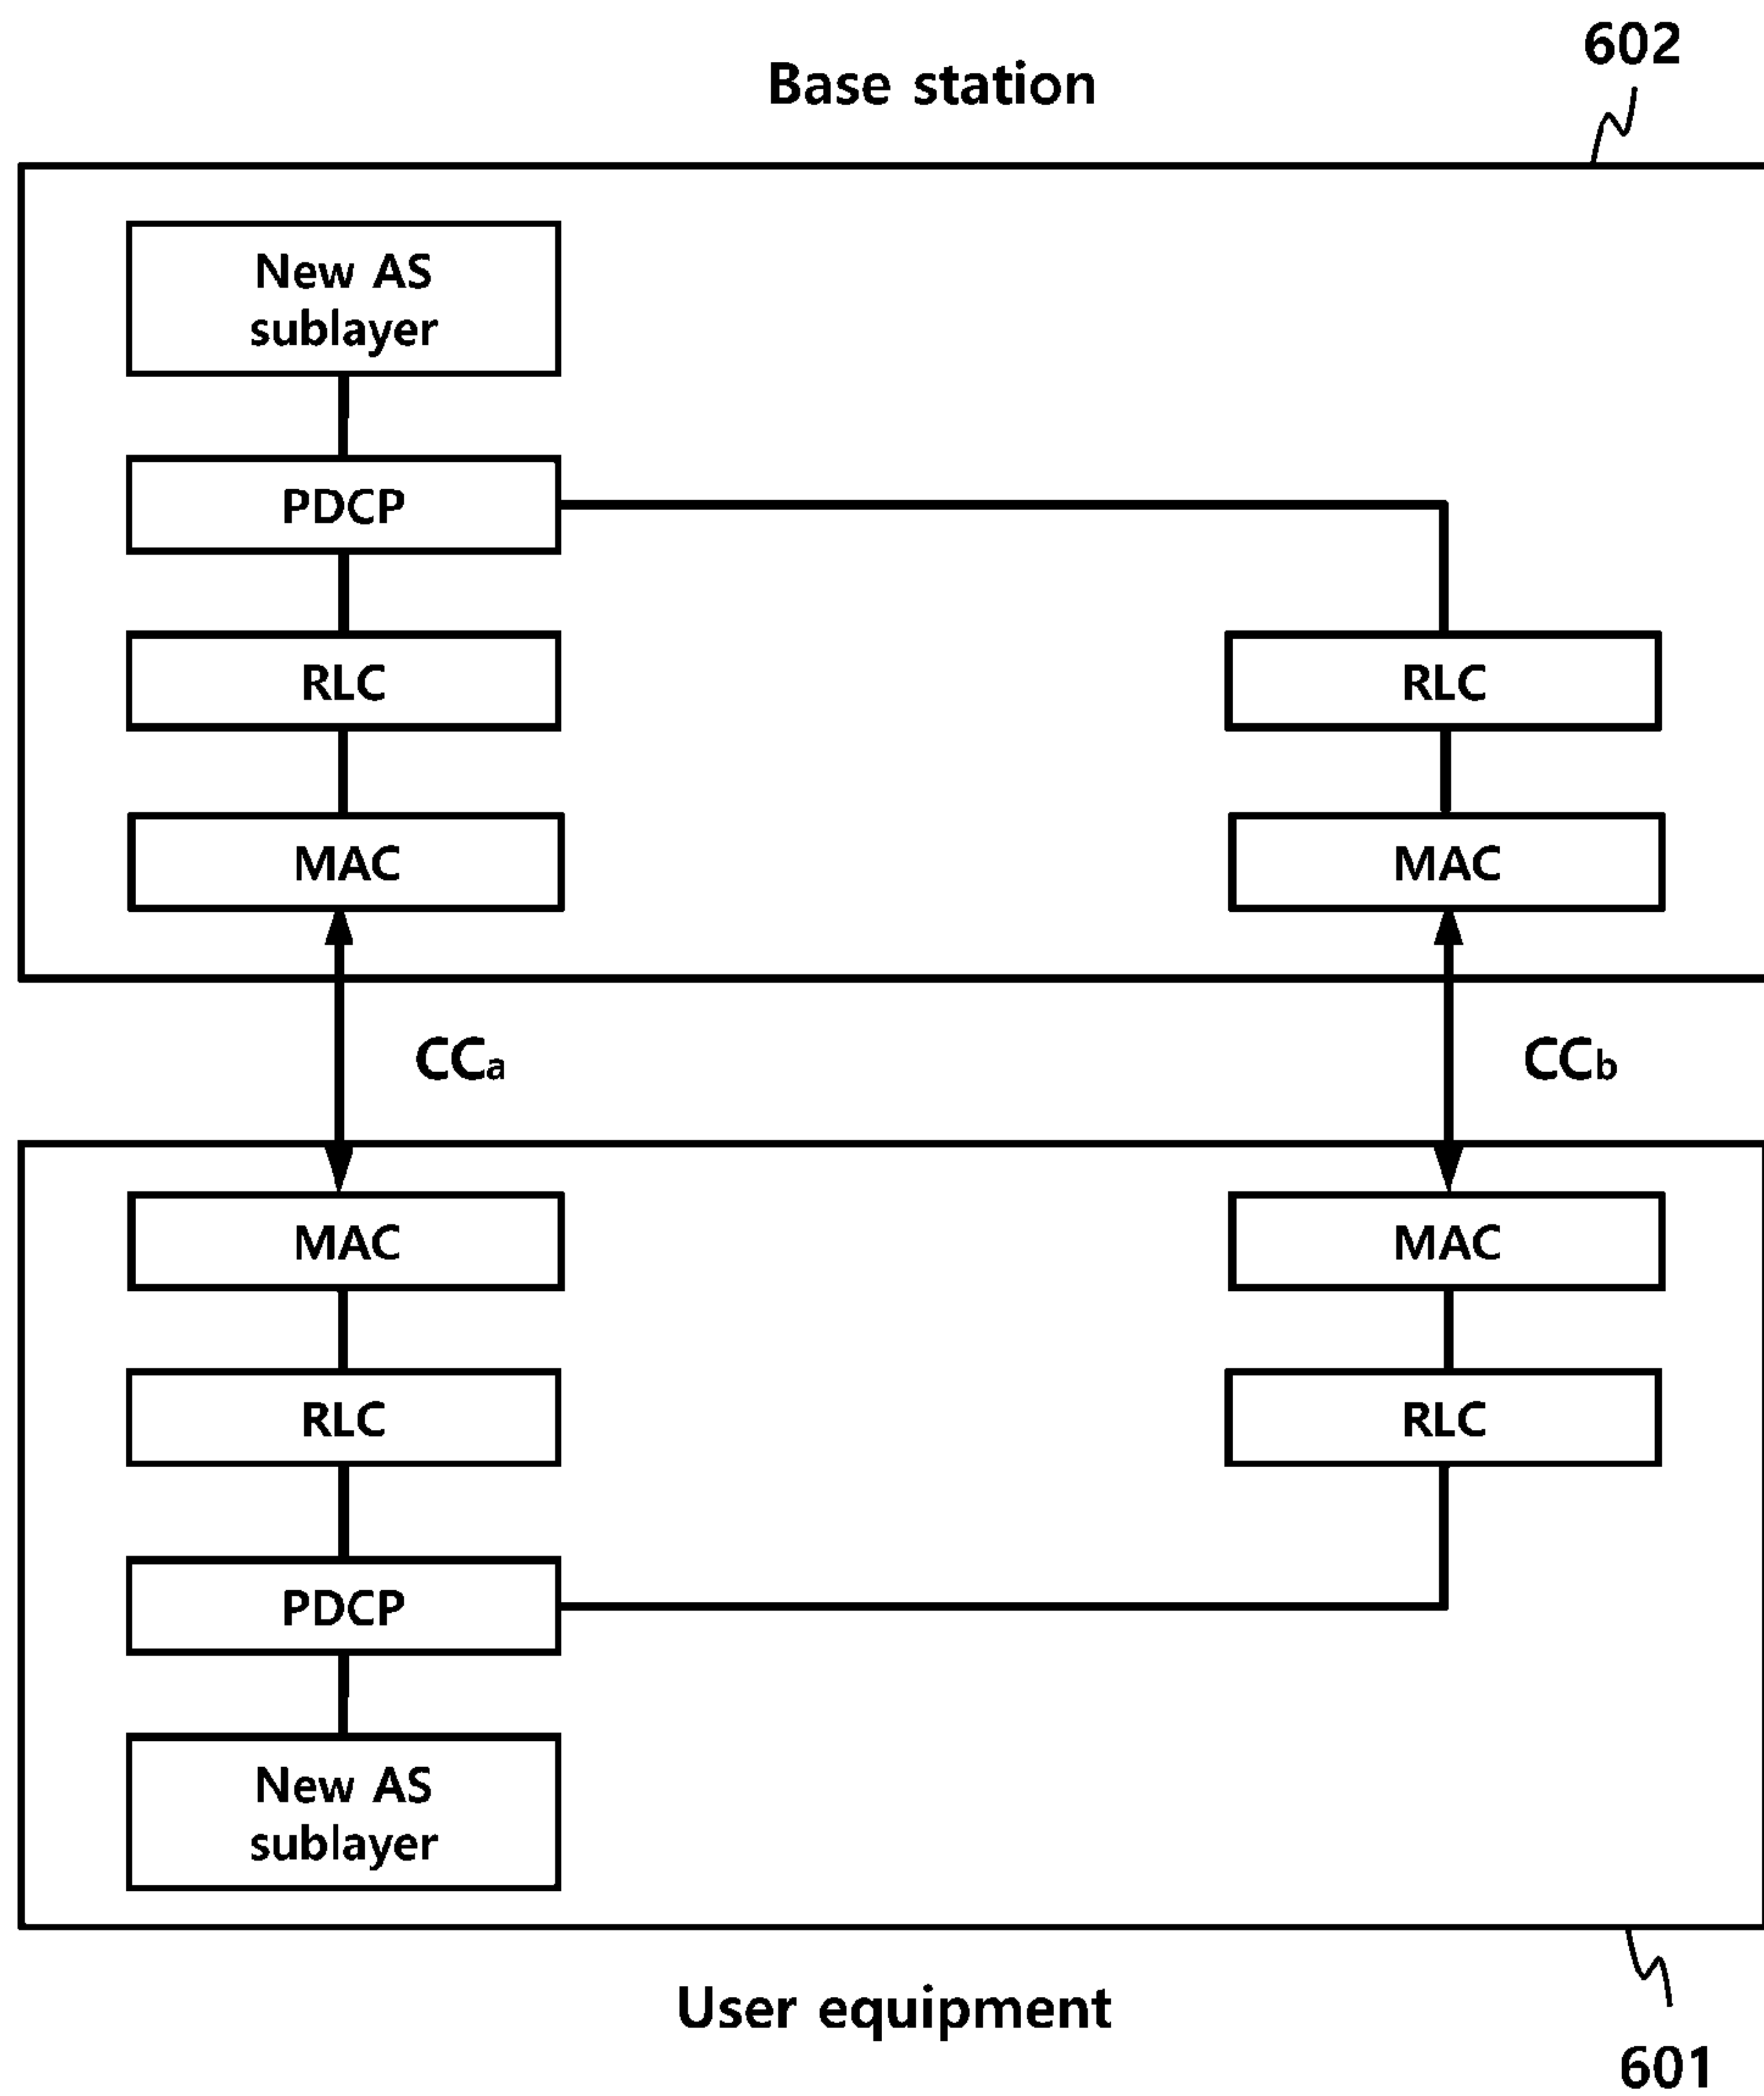 602
Base station
New AS
sublayer
PDCP
RLC
RLC
MAC
MAC
CCa
CCb
MAC
MAC
RLC
RLC
PDCP
New AS
sublayer
User equipment
601